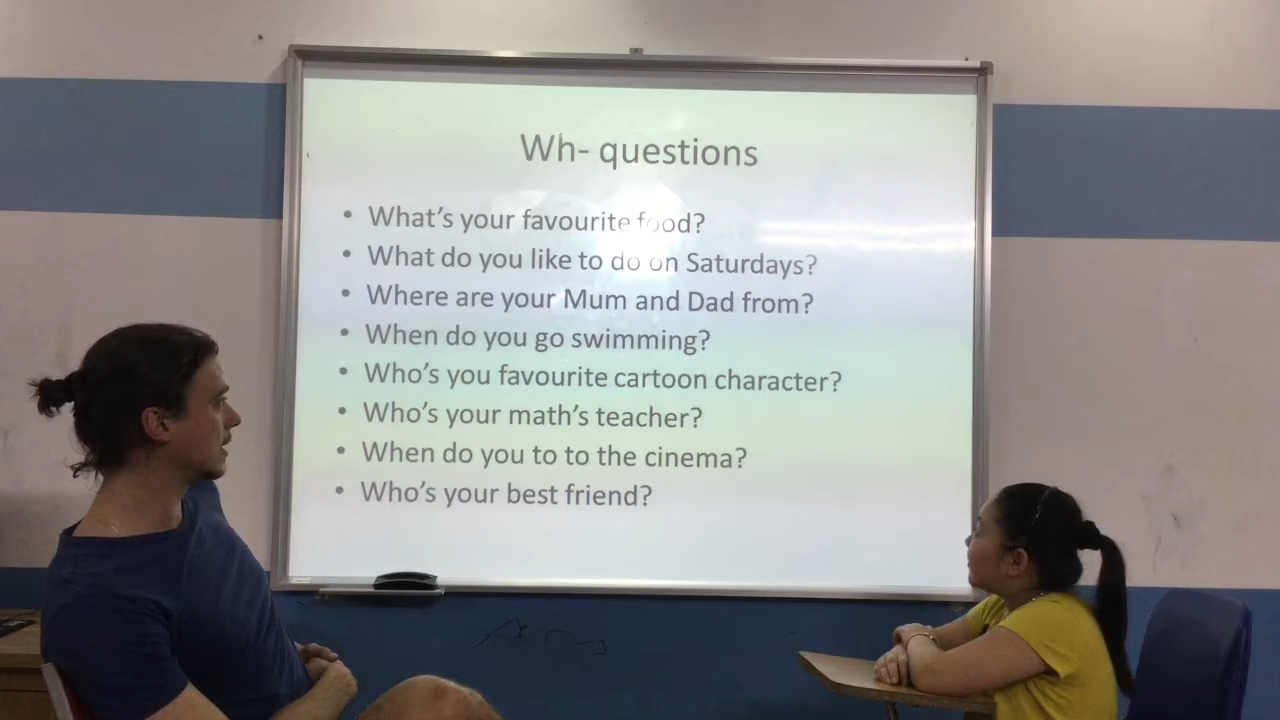 Wh- questions
• What's your favourite food?
• What do you like to do on Saturdays?
• Where are your Mum and Dad from?
• When do you go swimming?
• Who's you favourite cartoon character?
• Who's your math's teacher?
• When do you to to the cinema?
• Who's your best friend?